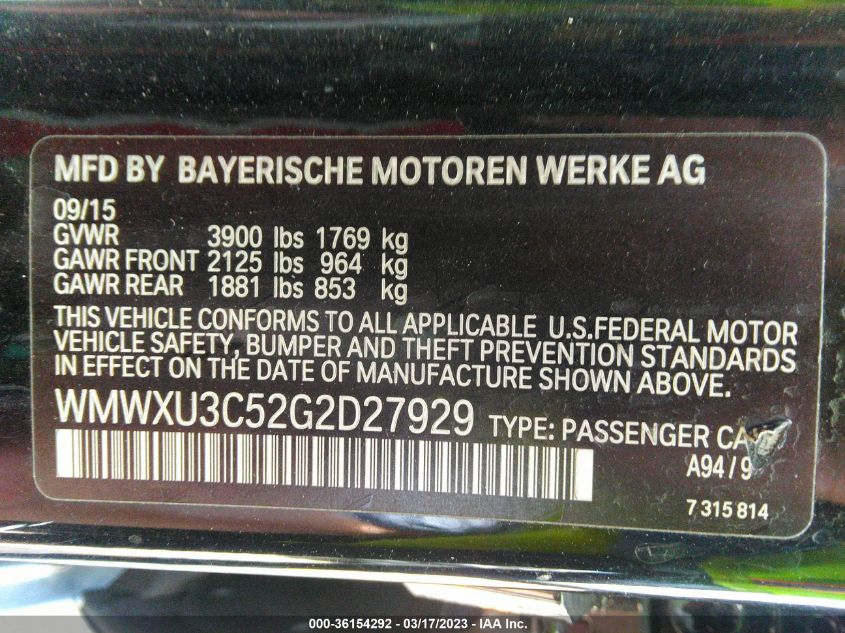 MFD BY BAYERISCHE MOTOREN WERKE AG
09/15
GVWR 3900 lbs 1769 kg
GAWR FRONT 2125 lbs 964 kg
GAWR REAR 1881 lbs 853 kg
THIS VEHICLE CONFORMS TO ALL APPLICABLE U.S.FEDERAL MOTOR
VEHICLE SAFETY, BUMPER AND THEFT PREVENTION STANDARDS
IN EFFECT ON THE DATE OF MANUFACTURE SHOWN ABOVE.
WMWXU3C52G2D27929 TYPE: PASSENGER
A94/9
7 315 814
000-36154292 - 03/17/2023 - IAA Inc.